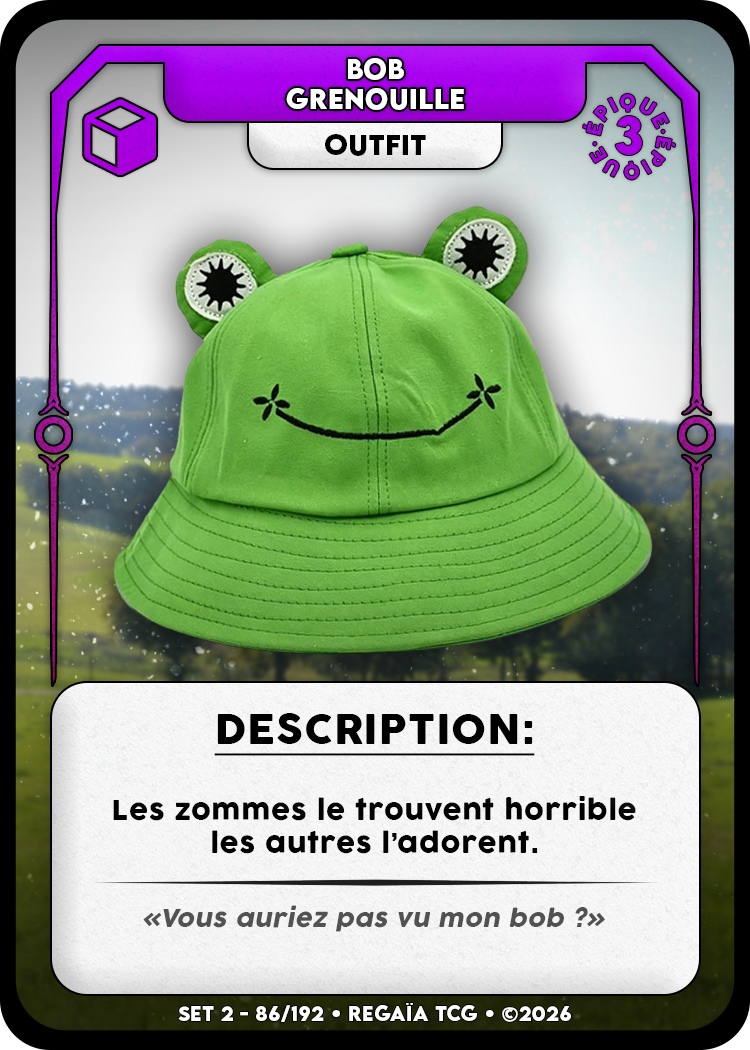 BOB
GRENOUILLE
OUTFIT
ÉPIQUE·ÉPIQUE·
3
DESCRIPTION:
Les zommes le trouvent horrible
les autres l’adorent.
«Vous auriez pas vu mon bob ?»
SET 2 - 86/192 • REGAÏA TCG • ©2026